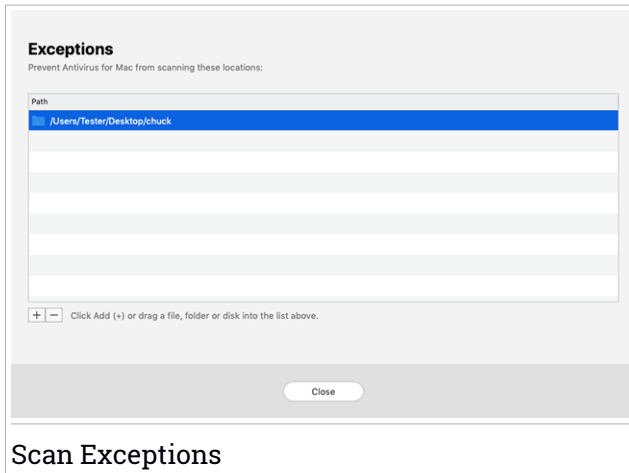 Exceptions
Prevent Antivirus for Mac from scanning these locations:
Path
/Users/Tester/Desktop/chuck
+ − Click Add (+) or drag a file, folder or disk into the list above.
Close
Scan Exceptions